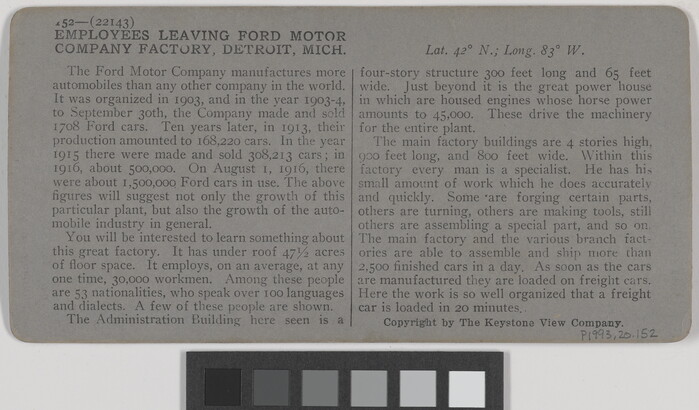 152—(22143)
EMPLOYEES LEAVING FORD MOTOR
COMPANY FACTORY, DETROIT, MICH.
Lat. 42° N.; Long. 83° W.
The Ford Motor Company manufactures more
automobiles than any other company in the world.
It was organized in 1903, and in the year 1903-4,
to September 30th, the Company made and sold
1708 Ford cars. Ten years later, in 1913, their
production amounted to 168,220 cars. In the year
1915 there were made and sold 308,213 cars; in
1916, about 500,000. On August 1, 1916, there
were about 1,500,000 Ford cars in use. The above
figures will suggest not only the growth of this
particular plant, but also the growth of the auto-
mobile industry in general.
You will be interested to learn something about
this great factory. It has under roof 47½ acres
of floor space. It employs, on an average, at any
one time, 30,000 workmen. Among these people
are 53 nationalities, who speak over 100 languages
and dialects. A few of these people are shown.
The Administration Building here seen is a
four-story structure 300 feet long and 65 feet
wide. Just beyond it is the great power house
in which are housed engines whose horse power
amounts to 45,000. These drive the machinery
for the entire plant.
The main factory buildings are 4 stories high,
900 feet long, and 800 feet wide. Within this
factory every man is a specialist. He has his
small amount of work which he does accurately
and quickly. Some are forging certain parts,
others are turning, others are making tools, still
others are assembling a special part, and so on.
The main factory and the various branch fact-
ories are able to assemble and ship more than
2,500 finished cars in a day. As soon as the cars
are manufactured they are loaded on freight cars.
Here the work is so well organized that a freight
car is loaded in 20 minutes.
Copyright by The Keystone View Company.
P1993.20.152